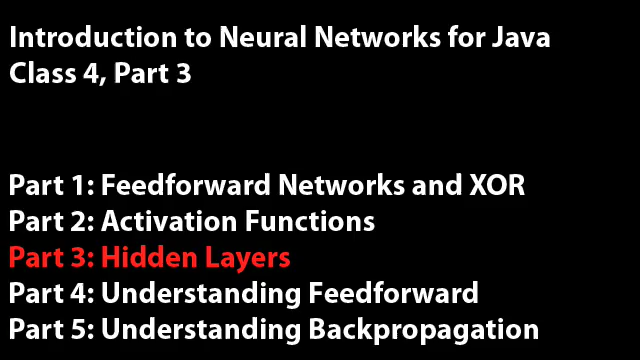 Introduction to Neural Networks for Java
Class 4, Part 3
Part 1: Feedforward Networks and XOR
Part 2: Activation Functions
Part 3: Hidden Layers
Part 4: Understanding Feedforward
Part 5: Understanding Backpropagation